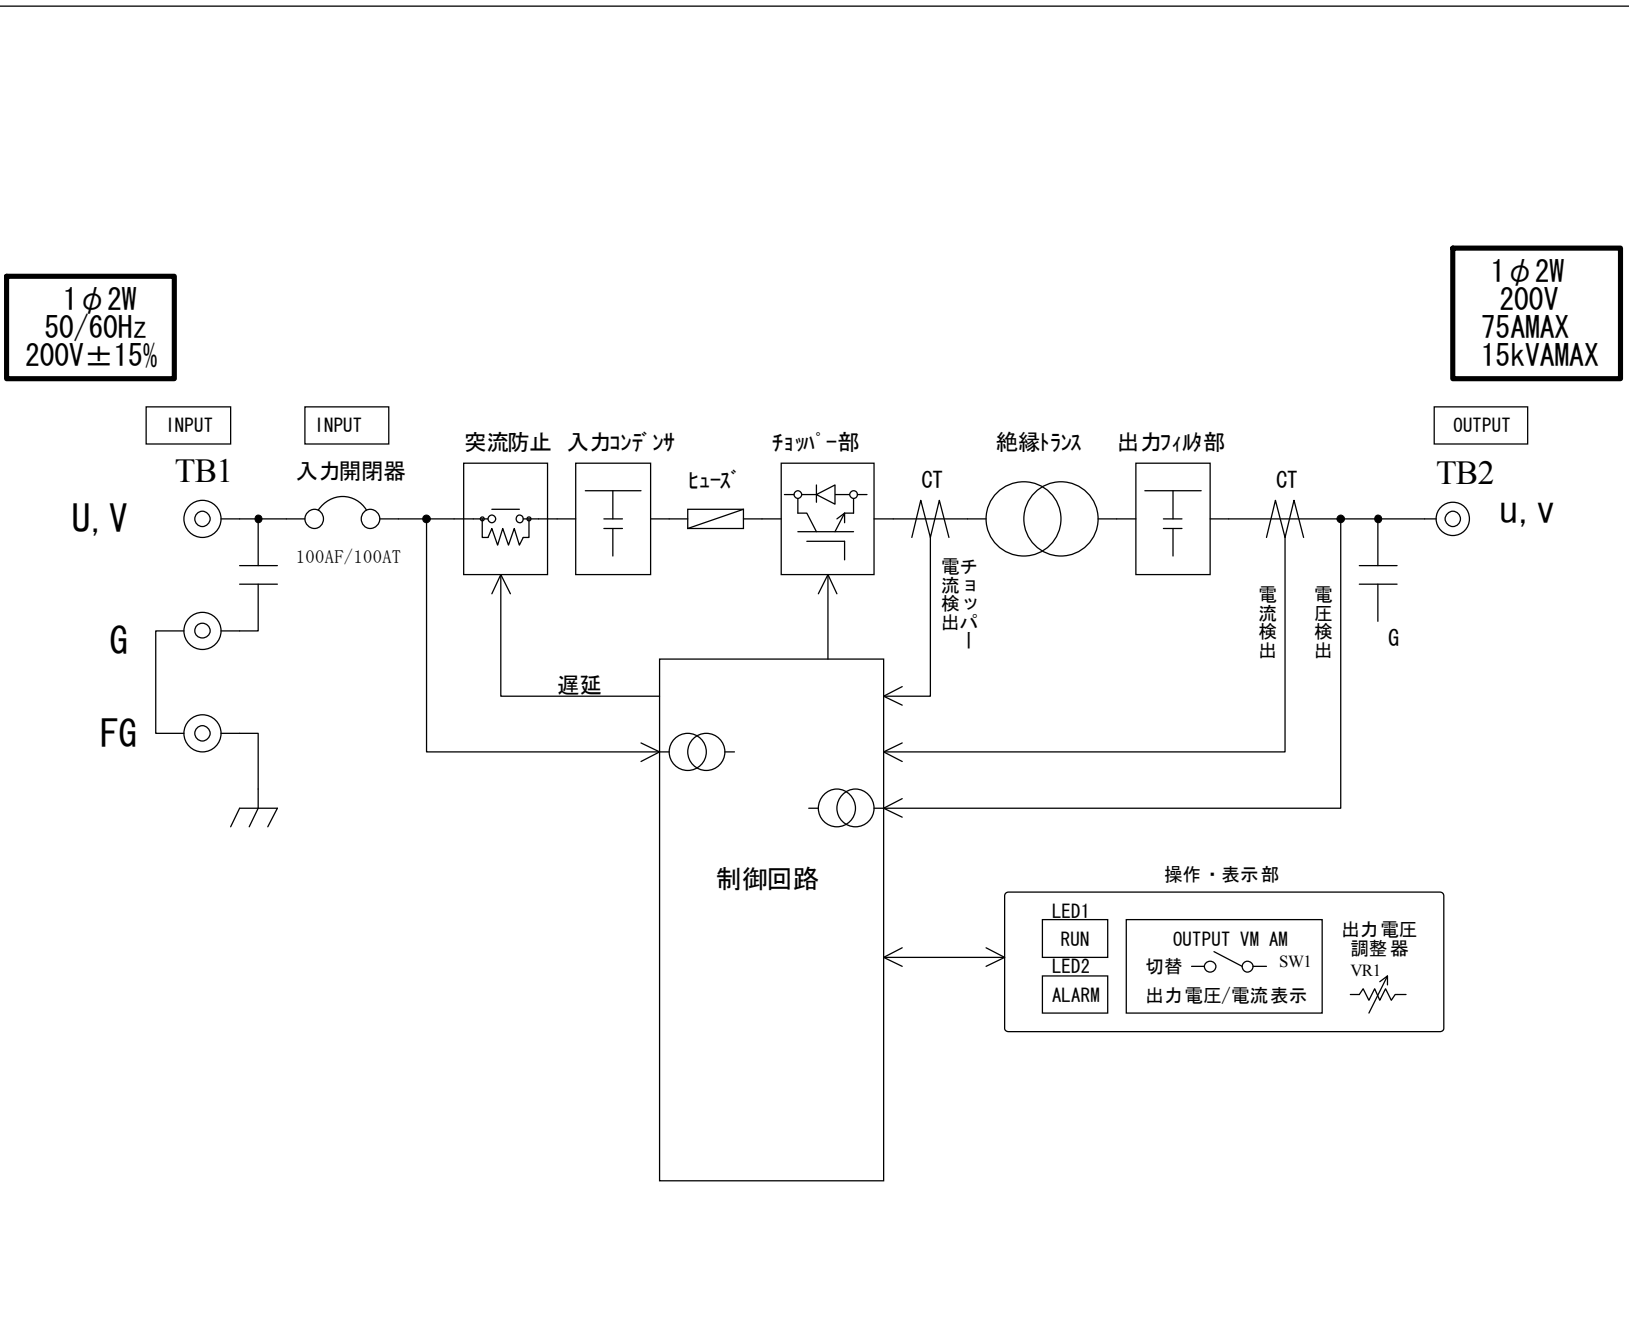 1φ2W
50/60Hz
200V±15%
1φ2W
200V
75AMAX
15kVAMAX
INPUT
INPUT
OUTPUT
TB1
入力開閉器
突流防止
入力ｺﾝﾃﾞﾝｻ
ﾋｭｰｽﾞ
ﾁｮｯﾊﾟｰ部
CT
絶縁ﾄﾗﾝｽ
出力ﾌｨﾙﾀ部
CT
TB2
U,V
100AF/100AT
u,v
チョッパー
電流検出
電流検出
電圧検出
G
G
遅延
FG
制御回路
操作・表示部
LED1
RUN
LED2
ALARM
OUTPUT VM AM
切替
SW1
出力電圧/電流表示
出力電圧
調整器
VR1